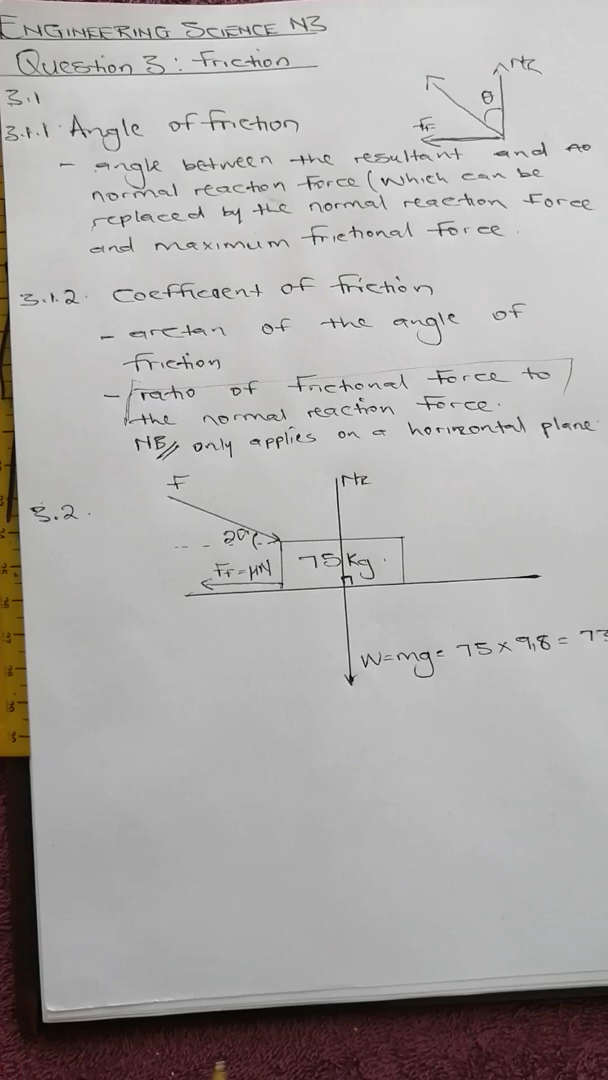 ENGINEERING SCIENCE N3
Question 3: Friction
3.1
NR
θ
Fr
3.1.1 Angle of friction
- angle between the resultant and
normal reaction force (which can be
replaced by the normal reaction force
and maximum frictional force.
3.1.2. Coefficient of friction
- arctan of the angle of
friction
- ratio of frictional force to
the normal reaction force.
NB// only applies on a horizontal plane.
3.2.
F
NR
20°
Fr=μN
75kg
W=mg= 75×9,8= 73